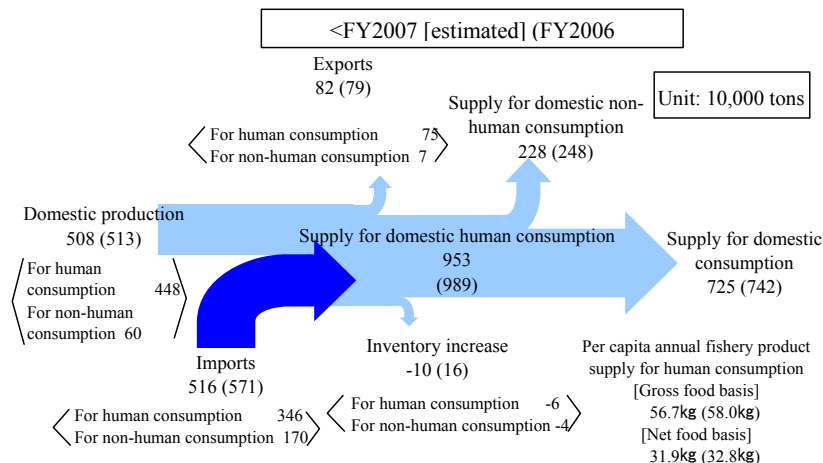 <FY2007 [estimated] (FY2006
Exports
82 (79)
Unit: 10,000 tons
Supply for domestic non-
human consumption
228 (248)
For human consumption 75
For non-human consumption 7
Domestic production
508 (513)
For human
consumption 448
For non-human
consumption 60
Supply for domestic human consumption
953
(989)
Supply for domestic
consumption
725 (742)
Imports
516 (571)
For human consumption 346
For non-human consumption 170
Inventory increase
-10 (16)
For human consumption -6
For non-human consumption -4
Per capita annual fishery product
supply for human consumption
[Gross food basis]
56.7kg (58.0kg)
[Net food basis]
31.9kg (32.8kg)